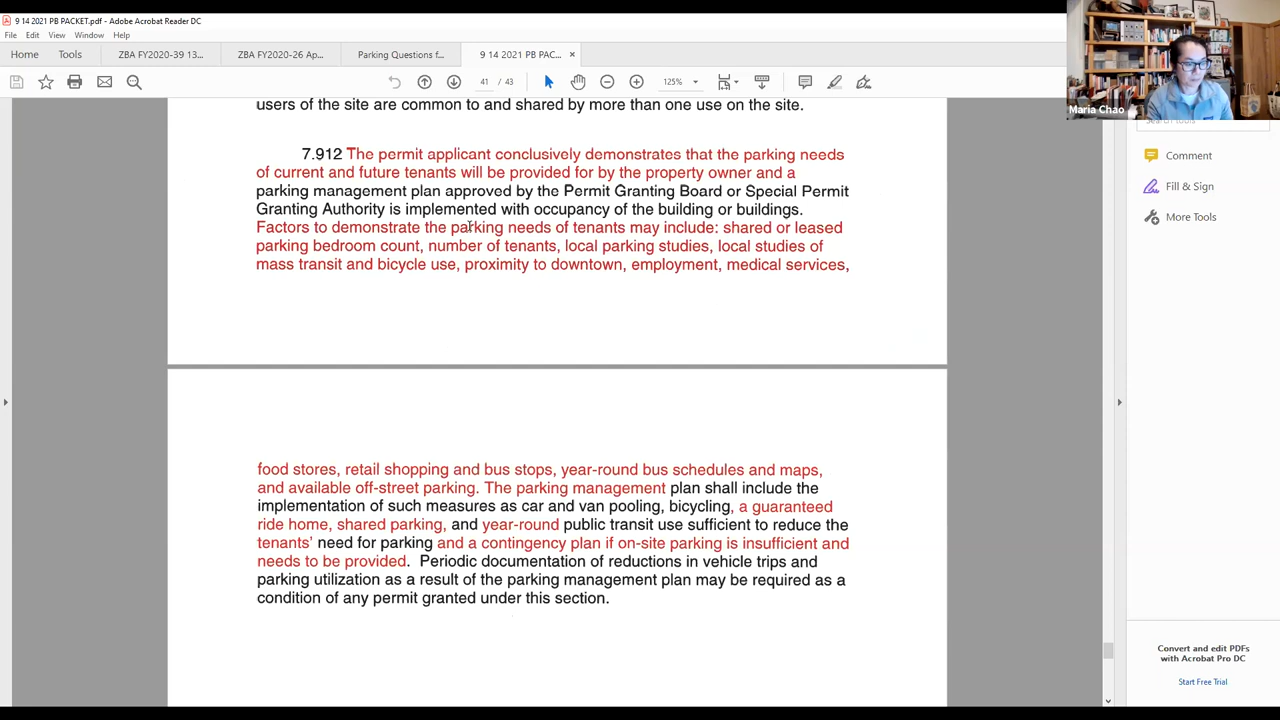 9 14 2021 PB PACKET.pdf - Adobe Acrobat Reader DC
File Edit View Window Help
Home Tools ZBA FY2020-39 13... ZBA FY2020-26 Ap... Parking Questions f... 9 14 2021 PB PAC... ×
41 / 43 125%
Maria Chao
Search tools
Comment
Fill & Sign
More Tools
users of the site are common to and shared by more than one use on the site.
7.912 The permit applicant conclusively demonstrates that the parking needs
of current and future tenants will be provided for by the property owner and a
parking management plan approved by the Permit Granting Board or Special Permit
Granting Authority is implemented with occupancy of the building or buildings.
Factors to demonstrate the parking needs of tenants may include: shared or leased
parking bedroom count, number of tenants, local parking studies, local studies of
mass transit and bicycle use, proximity to downtown, employment, medical services,
food stores, retail shopping and bus stops, year-round bus schedules and maps,
and available off-street parking. The parking management plan shall include the
implementation of such measures as car and van pooling, bicycling, a guaranteed
ride home, shared parking, and year-round public transit use sufficient to reduce the
tenants' need for parking and a contingency plan if on-site parking is insufficient and
needs to be provided. Periodic documentation of reductions in vehicle trips and
parking utilization as a result of the parking management plan may be required as a
condition of any permit granted under this section.
Convert and edit PDFs
with Acrobat Pro DC
Start Free Trial